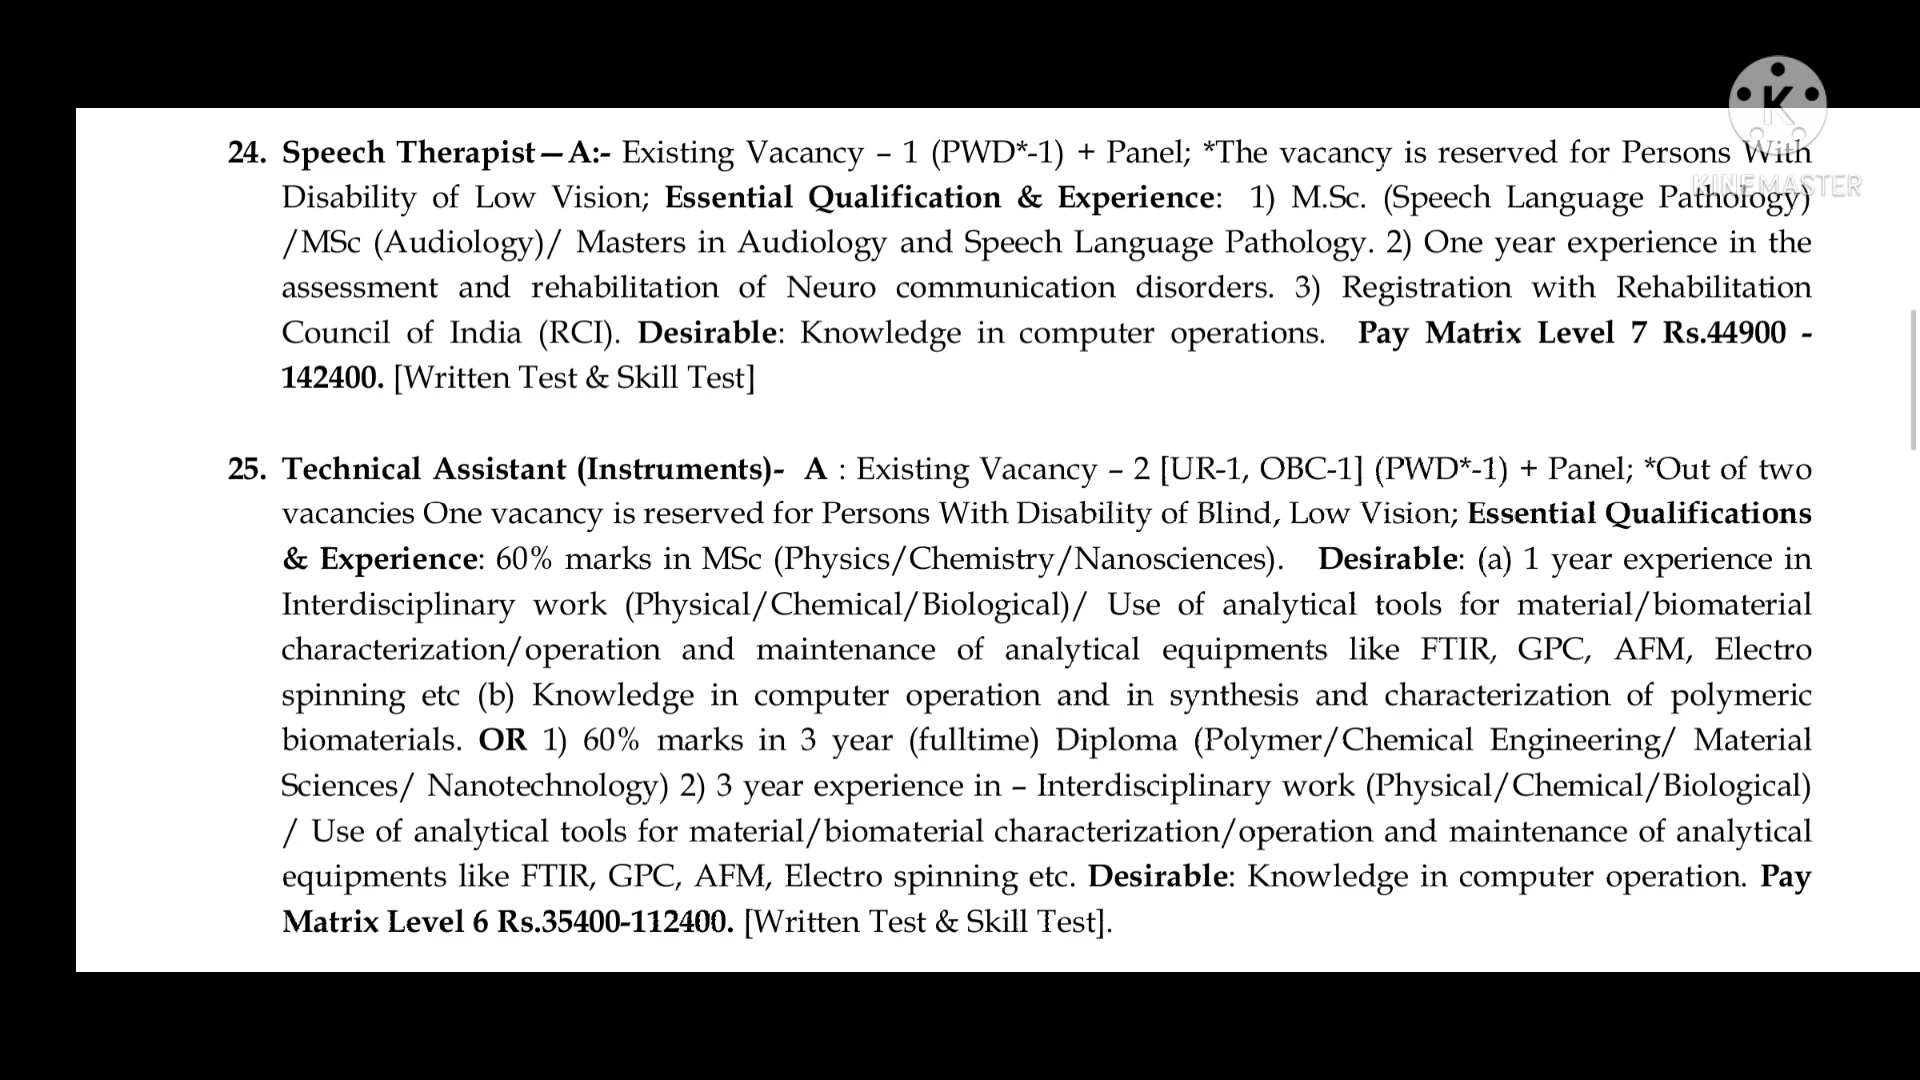 KINEMASTER
24. Speech Therapist—A:- Existing Vacancy – 1 (PWD*-1) + Panel; *The vacancy is reserved for Persons With
Disability of Low Vision; Essential Qualification & Experience: 1) M.Sc. (Speech Language Pathology)
/MSc (Audiology)/ Masters in Audiology and Speech Language Pathology. 2) One year experience in the
assessment and rehabilitation of Neuro communication disorders. 3) Registration with Rehabilitation
Council of India (RCI). Desirable: Knowledge in computer operations. Pay Matrix Level 7 Rs.44900 -
142400. [Written Test & Skill Test]
25. Technical Assistant (Instruments)- A : Existing Vacancy – 2 [UR-1, OBC-1] (PWD*-1) + Panel; *Out of two
vacancies One vacancy is reserved for Persons With Disability of Blind, Low Vision; Essential Qualifications
& Experience: 60% marks in MSc (Physics/Chemistry/Nanosciences). Desirable: (a) 1 year experience in
Interdisciplinary work (Physical/Chemical/Biological)/ Use of analytical tools for material/biomaterial
characterization/operation and maintenance of analytical equipments like FTIR, GPC, AFM, Electro
spinning etc (b) Knowledge in computer operation and in synthesis and characterization of polymeric
biomaterials. OR 1) 60% marks in 3 year (fulltime) Diploma (Polymer/Chemical Engineering/ Material
Sciences/ Nanotechnology) 2) 3 year experience in – Interdisciplinary work (Physical/Chemical/Biological)
/ Use of analytical tools for material/biomaterial characterization/operation and maintenance of analytical
equipments like FTIR, GPC, AFM, Electro spinning etc. Desirable: Knowledge in computer operation. Pay
Matrix Level 6 Rs.35400-112400. [Written Test & Skill Test].